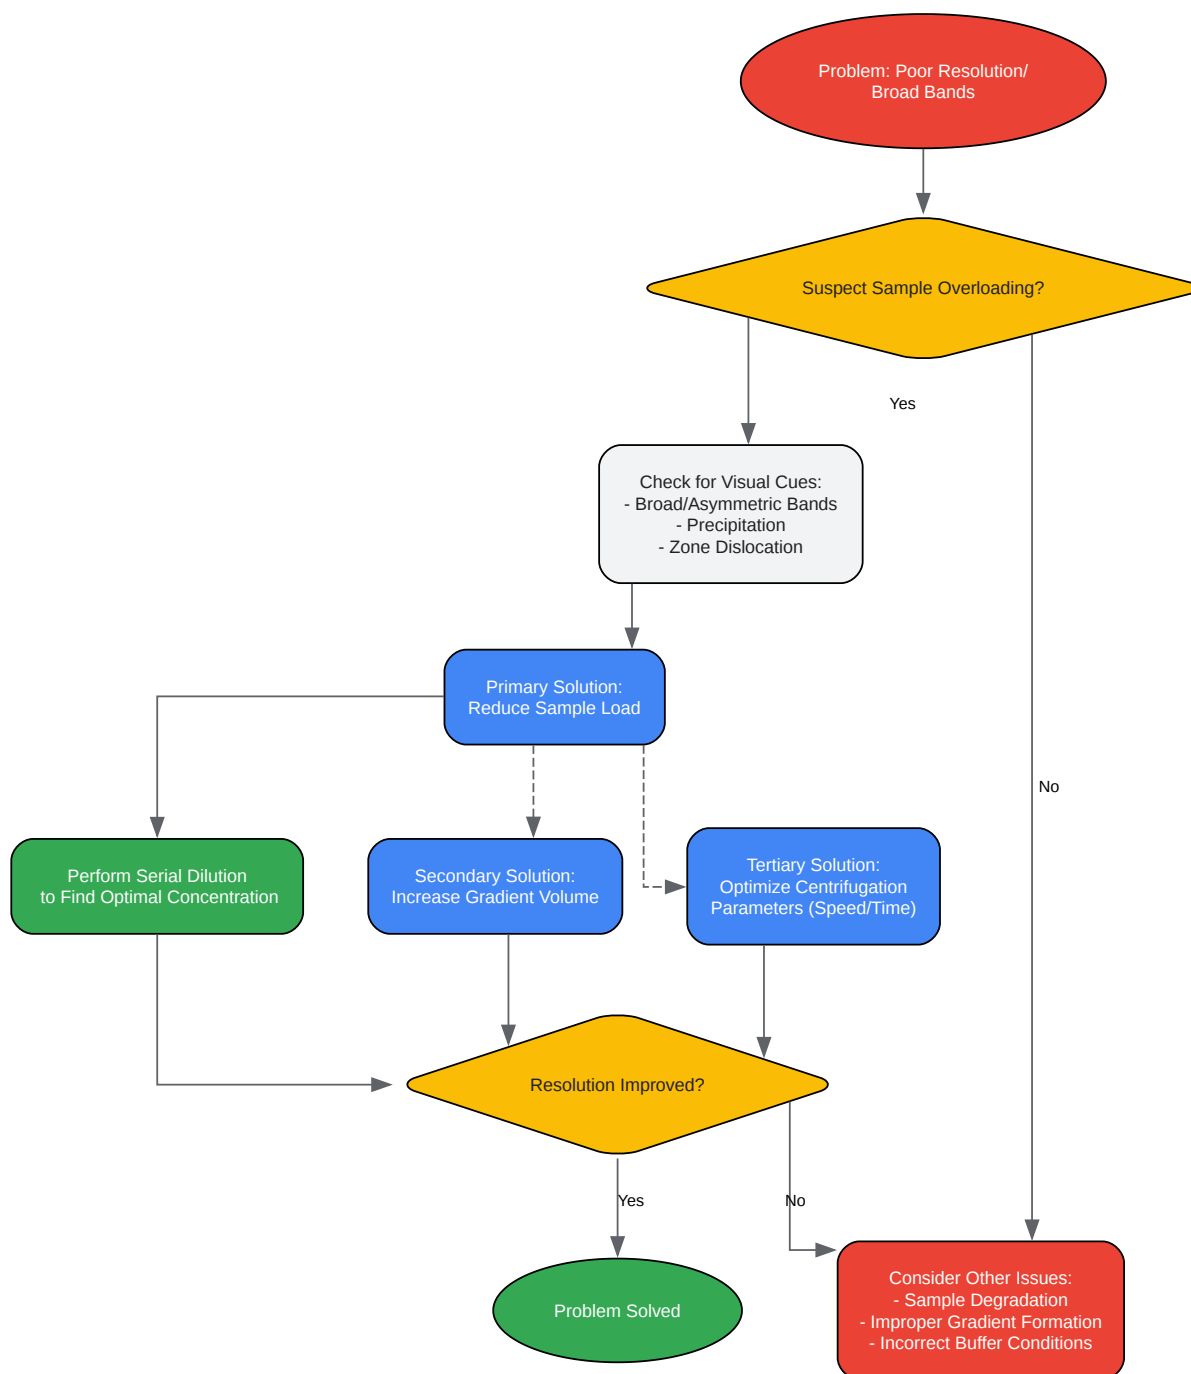 Problem: Poor Resolution/
Broad Bands
Suspect Sample Overloading?
Yes
Check for Visual Cues:
- Broad/Asymmetric Bands
- Precipitation
- Zone Dislocation
Primary Solution:
Reduce Sample Load
No
Perform Serial Dilution
to Find Optimal Concentration
Secondary Solution:
Increase Gradient Volume
Tertiary Solution:
Optimize Centrifugation
Parameters (Speed/Time)
Resolution Improved?
Yes
No
Problem Solved
Consider Other Issues:
- Sample Degradation
- Improper Gradient Formation
- Incorrect Buffer Conditions